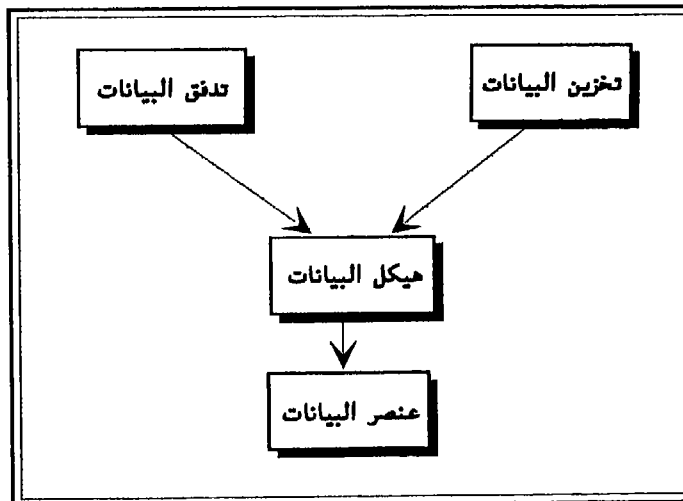 تخزين البيانات
تدفق البيانات
هيكل البيانات
عنصر البيانات